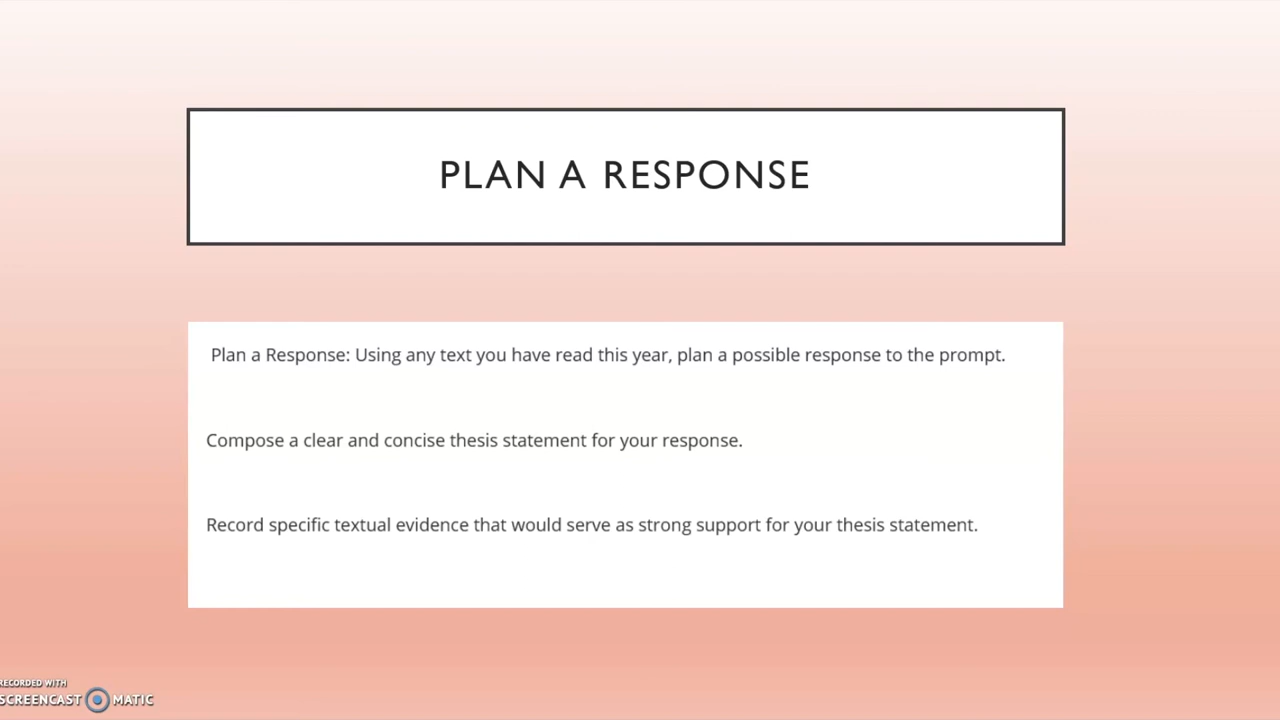 PLAN A RESPONSE
Plan a Response: Using any text you have read this year, plan a possible response to the prompt.
Compose a clear and concise thesis statement for your response.
Record specific textual evidence that would serve as strong support for your thesis statement.
RECORDED WITH
SCREENCAST MATIC